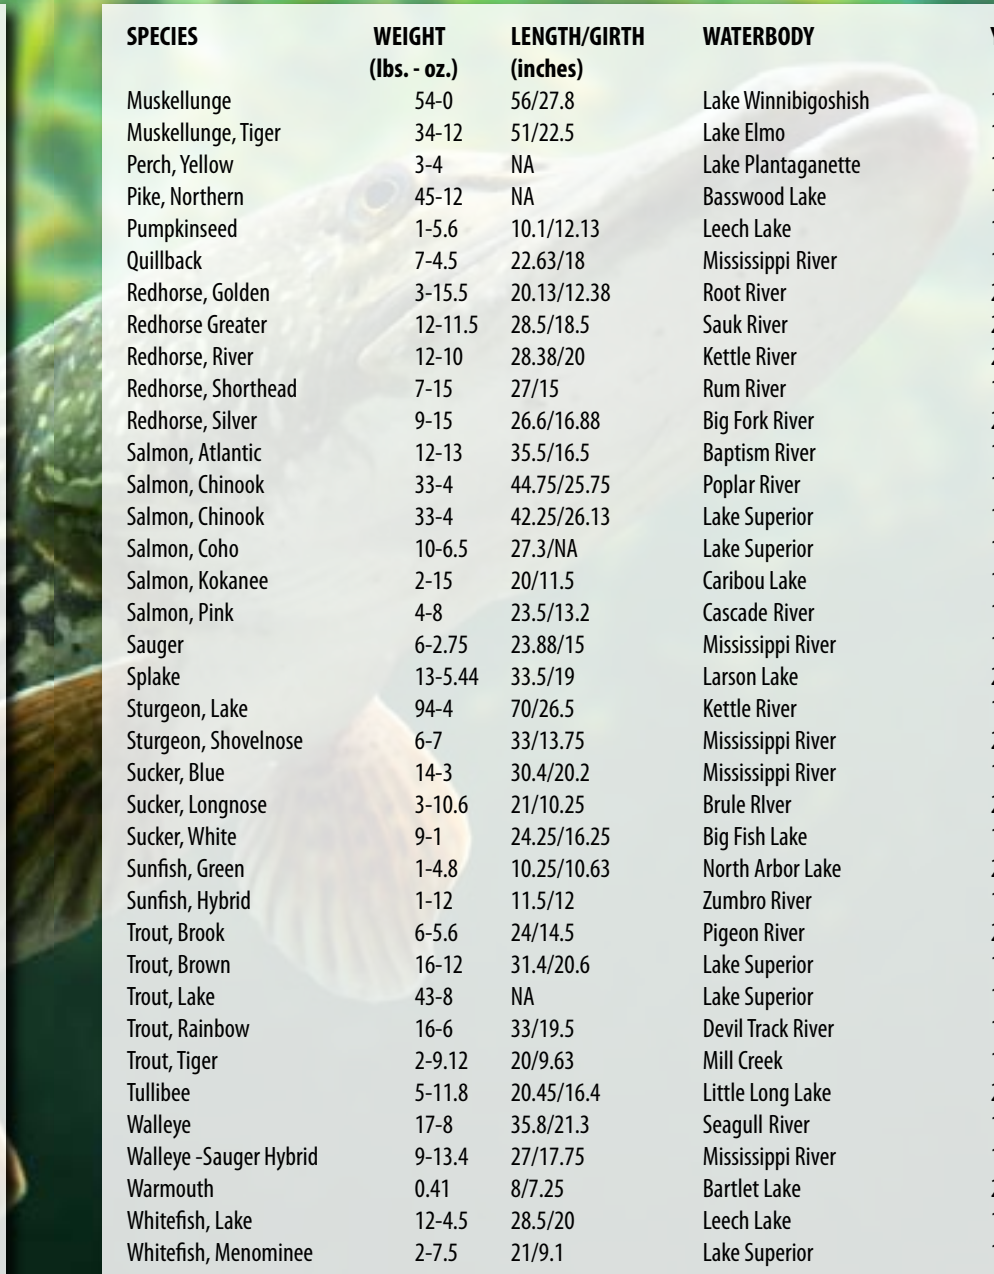 SPECIES WEIGHT LENGTH/GIRTH WATERBODY
(lbs. - oz.) (inches)
Muskellunge 54-0 56/27.8 Lake Winnibigoshish
Muskellunge, Tiger 34-12 51/22.5 Lake Elmo
Perch, Yellow 3-4 NA Lake Plantaganette
Pike, Northern 45-12 NA Basswood Lake
Pumpkinseed 1-5.6 10.1/12.13 Leech Lake
Quillback 7-4.5 22.63/18 Mississippi River
Redhorse, Golden 3-15.5 20.13/12.38 Root River
Redhorse Greater 12-11.5 28.5/18.5 Sauk River
Redhorse, River 12-10 28.38/20 Kettle River
Redhorse, Shorthead 7-15 27/15 Rum River
Redhorse, Silver 9-15 26.6/16.88 Big Fork River
Salmon, Atlantic 12-13 35.5/16.5 Baptism River
Salmon, Chinook 33-4 44.75/25.75 Poplar River
Salmon, Chinook 33-4 42.25/26.13 Lake Superior
Salmon, Coho 10-6.5 27.3/NA Lake Superior
Salmon, Kokanee 2-15 20/11.5 Caribou Lake
Salmon, Pink 4-8 23.5/13.2 Cascade River
Sauger 6-2.75 23.88/15 Mississippi River
Splake 13-5.44 33.5/19 Larson Lake
Sturgeon, Lake 94-4 70/26.5 Kettle River
Sturgeon, Shovelnose 6-7 33/13.75 Mississippi River
Sucker, Blue 14-3 30.4/20.2 Mississippi River
Sucker, Longnose 3-10.6 21/10.25 Brule RIver
Sucker, White 9-1 24.25/16.25 Big Fish Lake
Sunfish, Green 1-4.8 10.25/10.63 North Arbor Lake
Sunfish, Hybrid 1-12 11.5/12 Zumbro River
Trout, Brook 6-5.6 24/14.5 Pigeon River
Trout, Brown 16-12 31.4/20.6 Lake Superior
Trout, Lake 43-8 NA Lake Superior
Trout, Rainbow 16-6 33/19.5 Devil Track River
Trout, Tiger 2-9.12 20/9.63 Mill Creek
Tullibee 5-11.8 20.45/16.4 Little Long Lake
Walleye 17-8 35.8/21.3 Seagull River
Walleye -Sauger Hybrid 9-13.4 27/17.75 Mississippi River
Warmouth 0.41 8/7.25 Bartlet Lake
Whitefish, Lake 12-4.5 28.5/20 Leech Lake
Whitefish, Menominee 2-7.5 21/9.1 Lake Superior